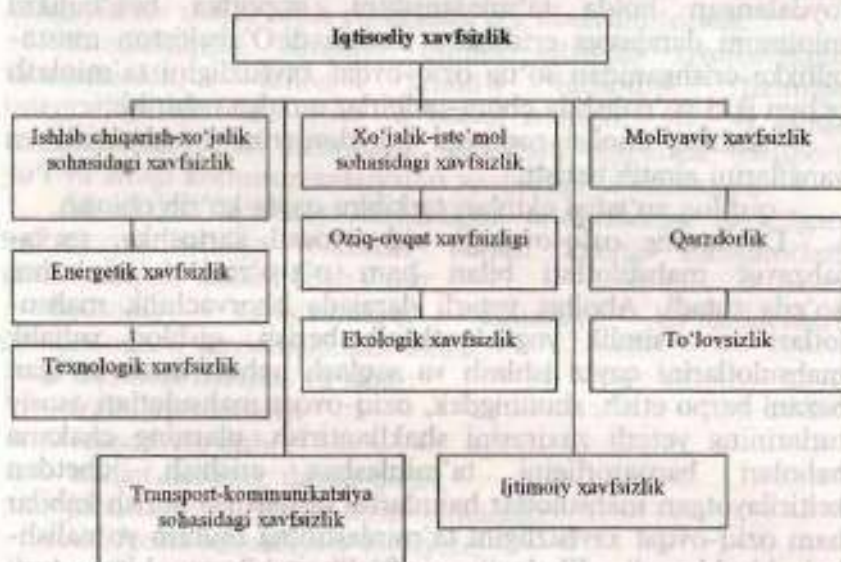 Iqtisodiy xavfsizlik
Ishlab chiqarish-xo'jalik
sohasidagi xavfsizlik
Xo'jalik-iste'mol
sohasidagi xavfsizlik
Moliyaviy xavfsizlik
Energetik xavfsizlik
Oziq-ovqat xavfsizligi
Qarzdorlik
Texnologik xavfsizlik
Ekologik xavfsizlik
To'lovsizlik
Transport-kommunikatsiya
sohasidagi xavfsizlik
Ijtimoiy xavfsizlik